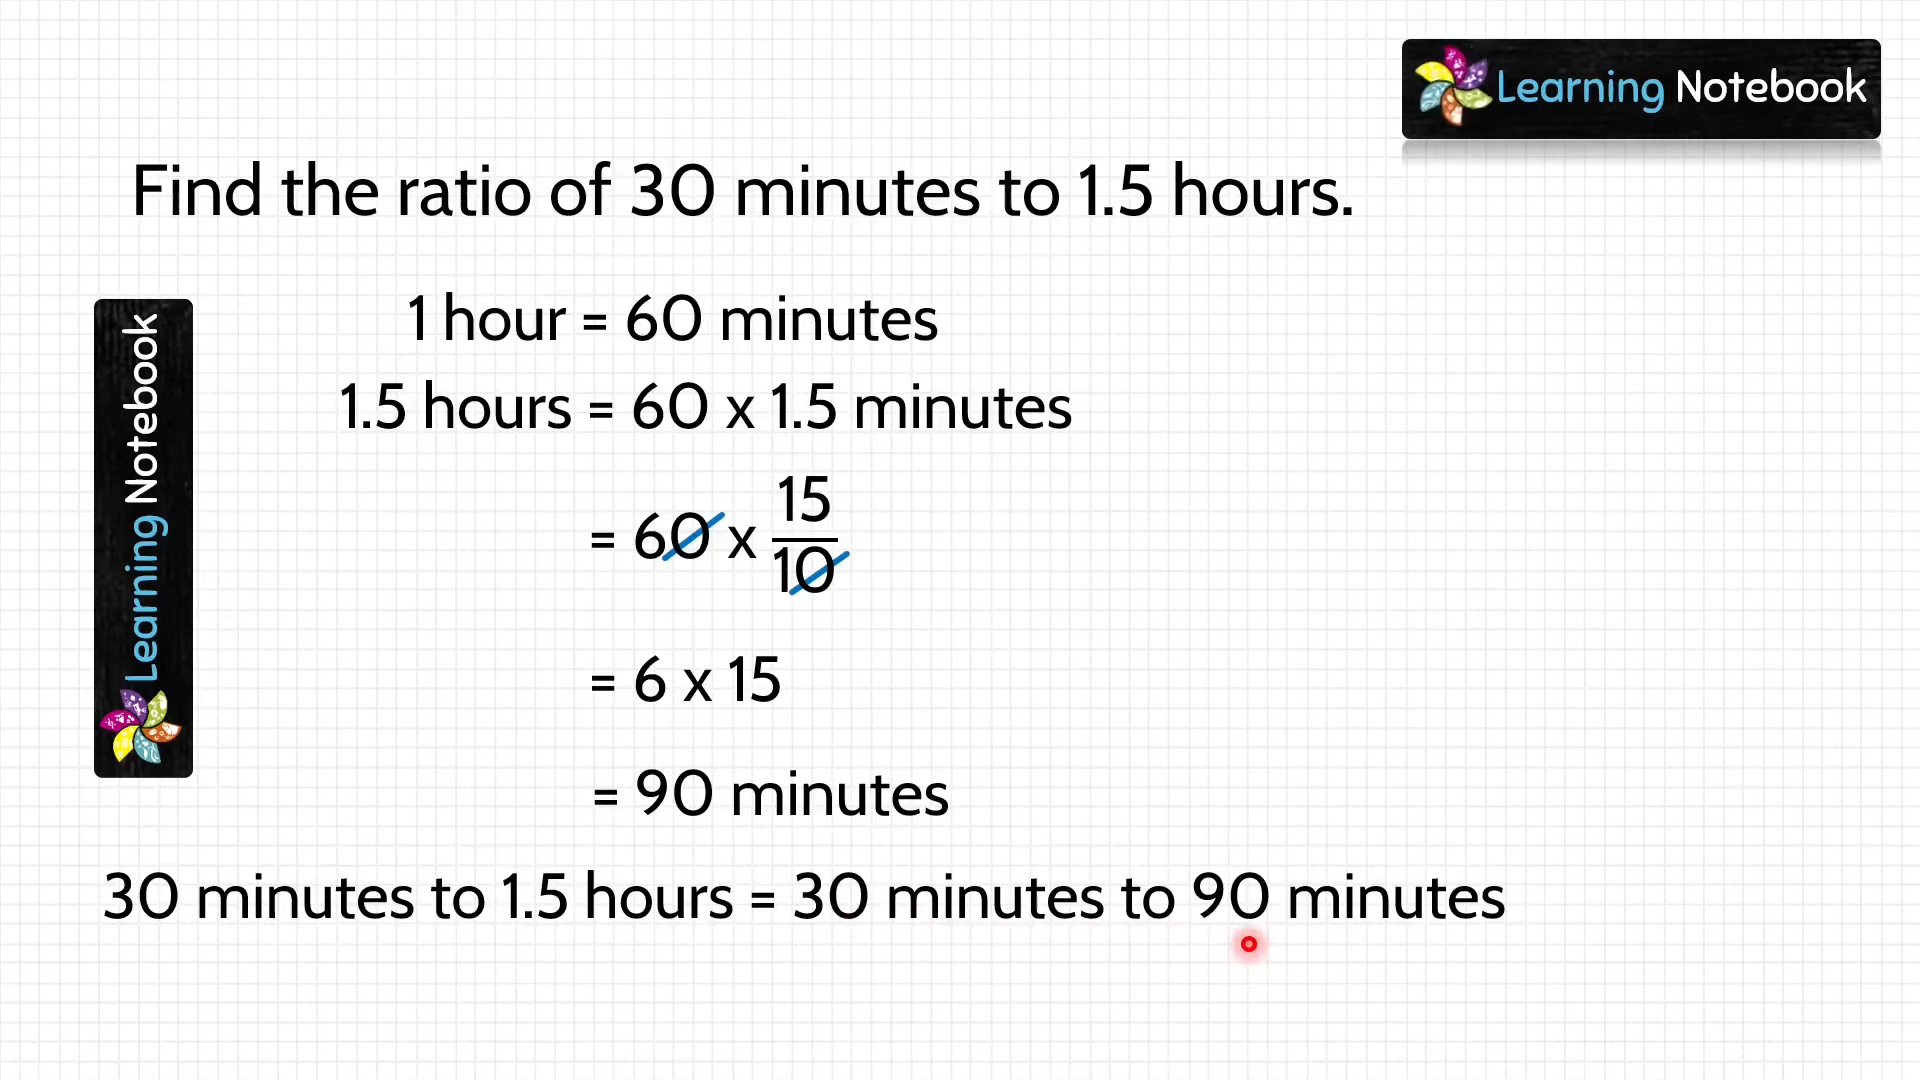 Learning Notebook
Find the ratio of 30 minutes to 1.5 hours.
1 hour = 60 minutes
1.5 hours = 60 x 1.5 minutes
= 60 x 15/10
= 6 x 15
= 90 minutes
30 minutes to 1.5 hours = 30 minutes to 90 minutes
Learning Notebook